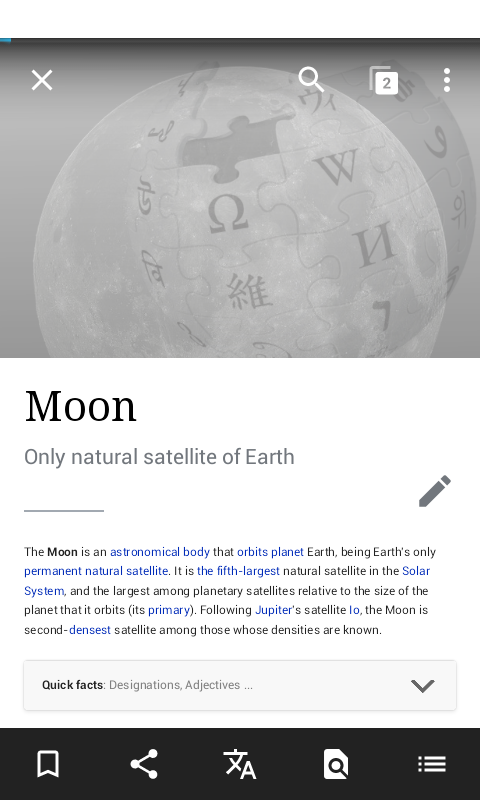 2
ウィ
W
Ω
И
維
Moon
Only natural satellite of Earth
The Moon is an astronomical body that orbits planet Earth, being Earth's only
permanent natural satellite. It is the fifth-largest natural satellite in the Solar
System, and the largest among planetary satellites relative to the size of the
planet that it orbits (its primary). Following Jupiter's satellite Io, the Moon is
second-densest satellite among those whose densities are known.
Quick facts: Designations, Adjectives ...